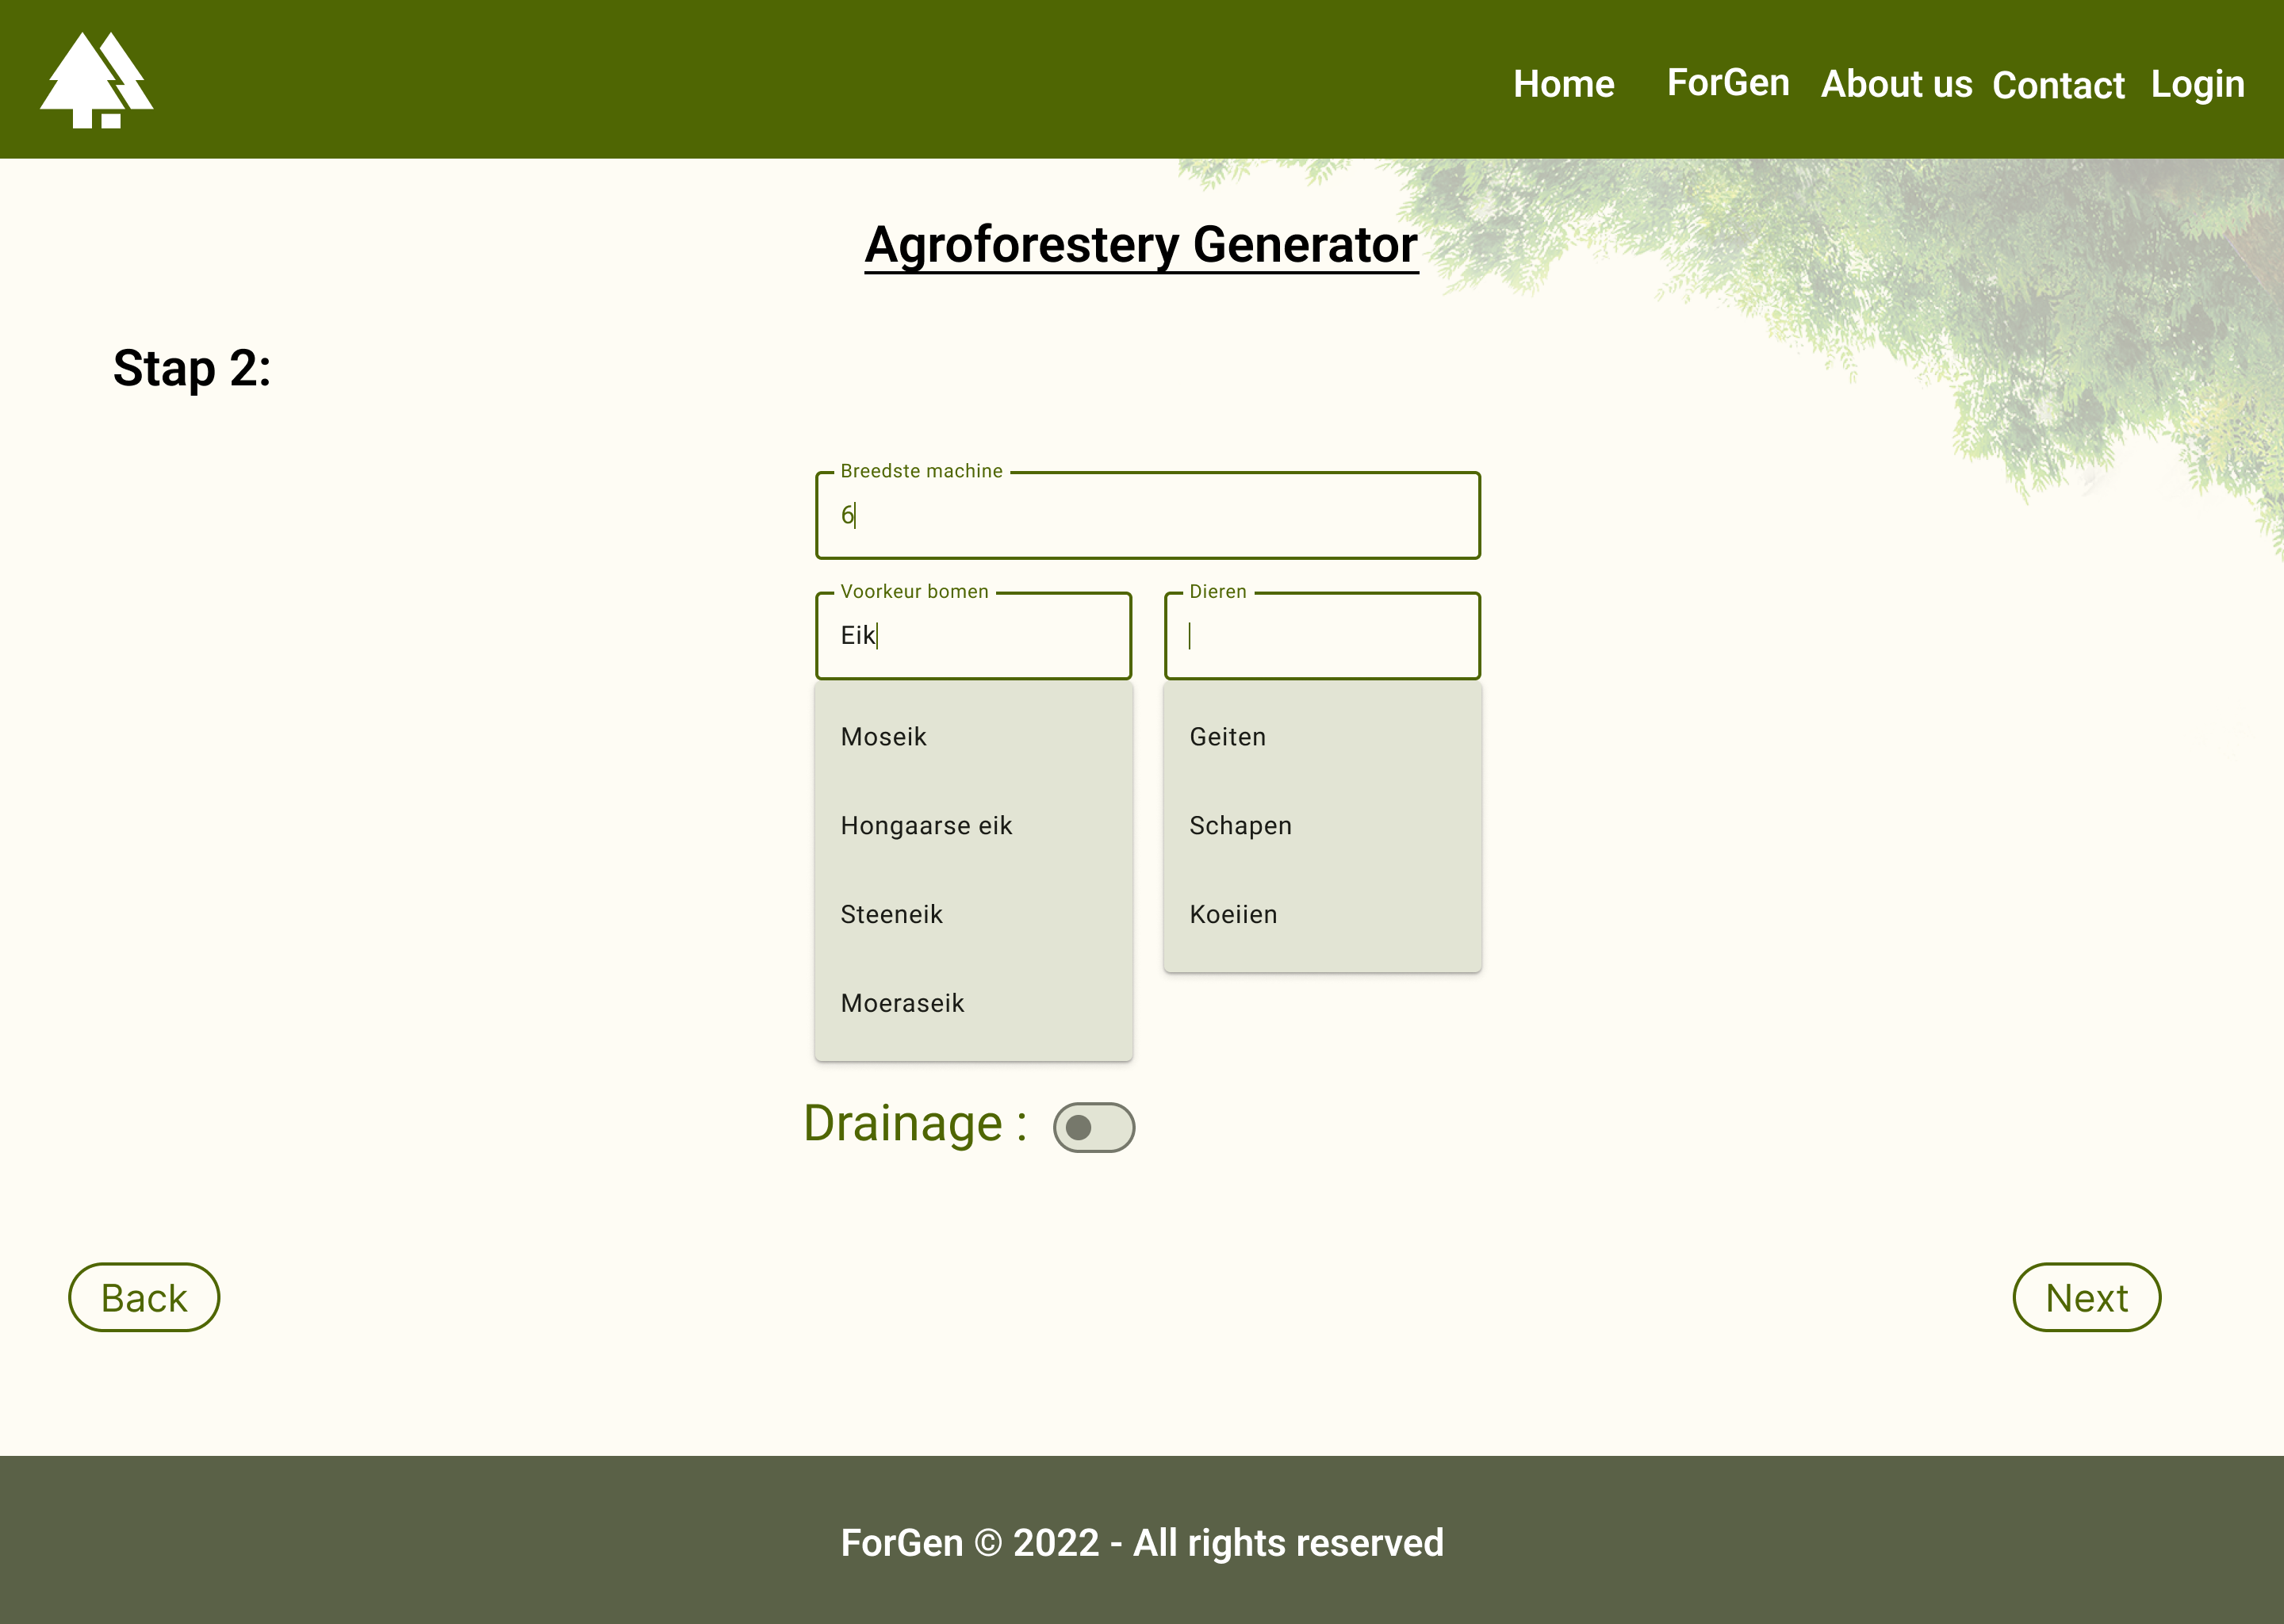 Home ForGen About us Contact Login
Agroforestery Generator
Stap 2:
Breedste machine
6
Voorkeur bomen Dieren
Eik
Moseik Geiten
Hongaarse eik Schapen
Steeneik Koeiien
Moeraseik
Drainage :
Back Next
ForGen © 2022 - All rights reserved